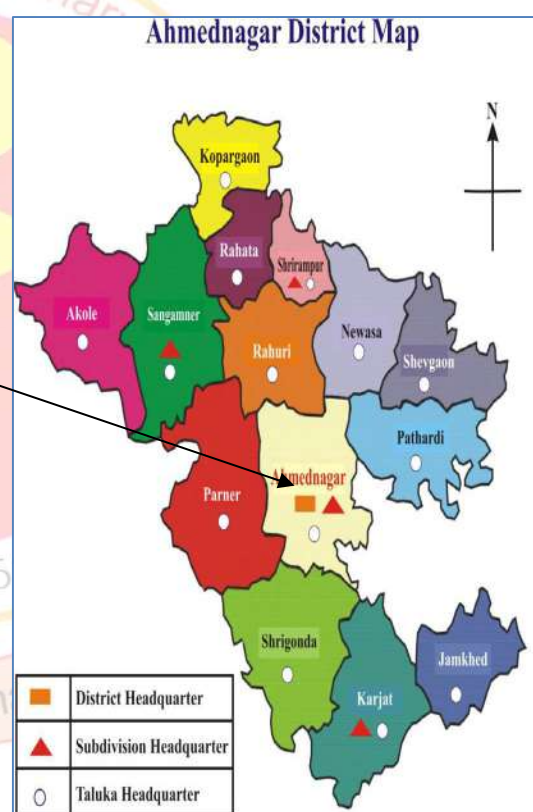 Ahmednagar District Map
N
Kopargaon
Rahata
Shrirampur
Akole
Sangamner
Newasa
Rahuri
Shevgaon
Pathardi
Ahmednagar
Parner
Shrigonda
Jamkhed
Karjat
District Headquarter
Subdivision Headquarter
Taluka Headquarter